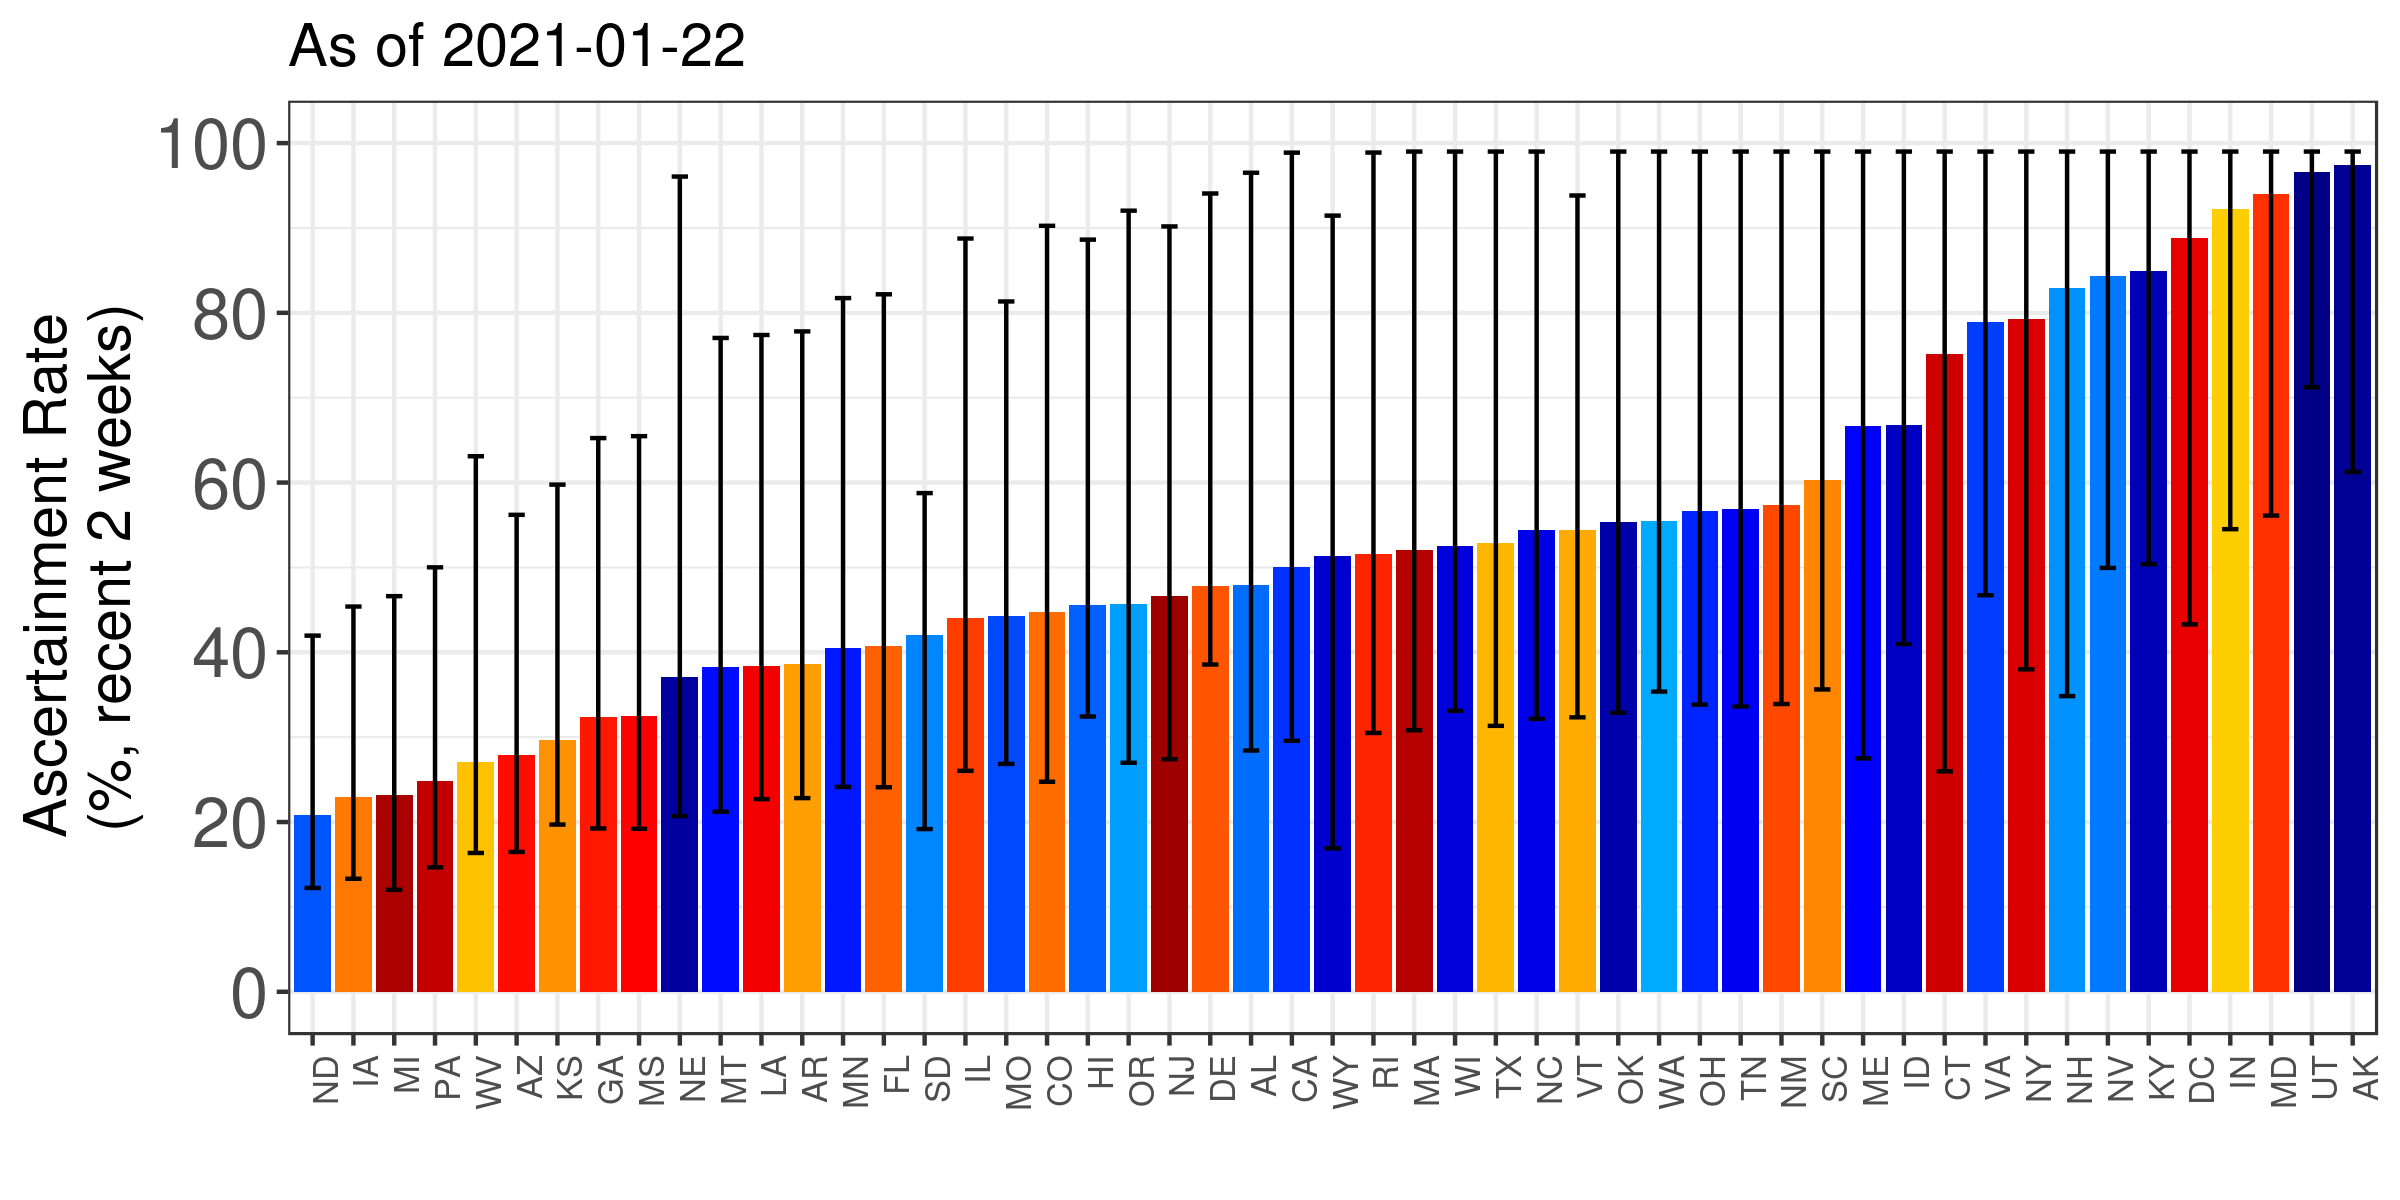 As of 2021-01-22
Ascertainment Rate
(%, recent 2 weeks)
100
80
60
40
20
0
ND IA MI PA WV AZ KS GA MS NE MT LA AR MN FL SD IL MO CO HI OR NJ DE AL CA WY RI MA WI TX NC VT OK WA OH TN NM SC ME ID CT VA NY NH NV KY DC IN MD UT AK